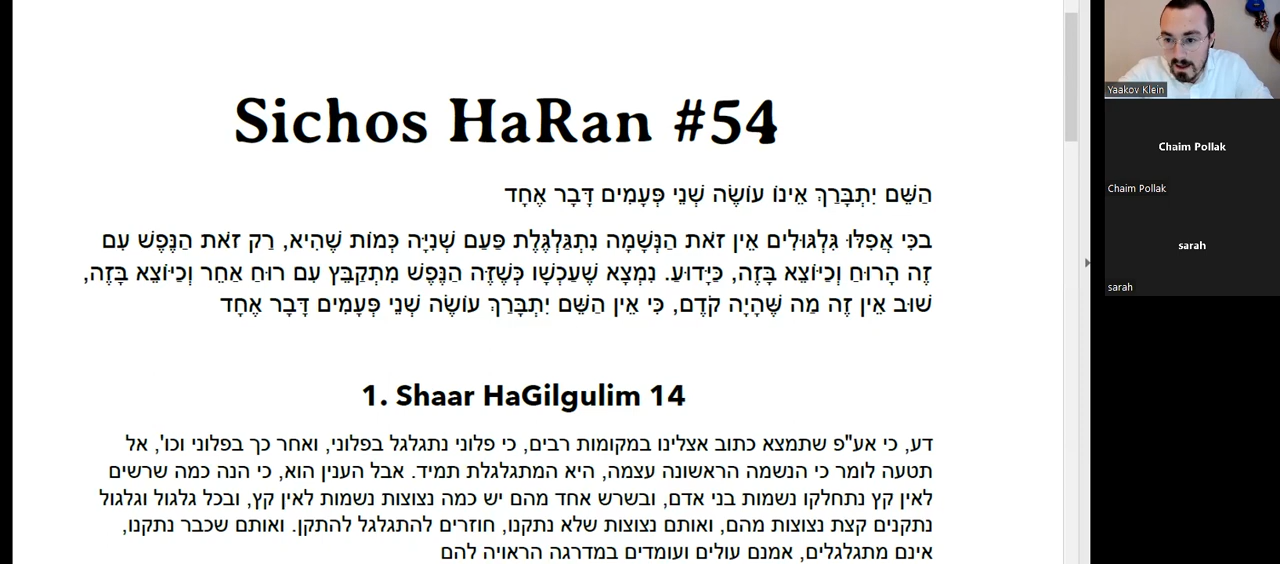 Sichos HaRan #54
הַשֵּׁם יִתְבָּרַךְ אֵינוֹ עוֹשֶׂה שְׁנֵי פְּעָמִים דָּבָר אֶחָד
בכִּי אֲפִלּוּ גִּלְגּוּלִים אֵין זֹאת הַנְּשָׁמָה נִתְגַּלְגֶּלֶת פַּעַם שְׁנִיָּה כְּמוֹת שֶׁהִיא, רַק זֹאת הַנֶּפֶשׁ עִם
זֶה הָרוּחַ וְכַיּוֹצֵא בָּזֶה, כַּיָּדוּעַ. נִמְצָא שֶׁעַכְשָׁו כְּשֶׁזֶּה הַנֶּפֶשׁ מִתְקַבֵּץ עִם רוּחַ אַחֵר וְכַיּוֹצֵא בָּזֶה,
שׁוּב אֵין זֶה מַה שֶּׁהָיָה קֹדֶם, כִּי אֵין הַשֵּׁם יִתְבָּרַךְ עוֹשֶׂה שְׁנֵי פְּעָמִים דָּבָר אֶחָד
1. Shaar HaGilgulim 14
דע, כי אע"פ שתמצא כתוב אצלינו במקומות רבים, כי פלוני נתגלגל בפלוני, ואחר כך בפלוני וכו', אל
תטעה לומר כי הנשמה הראשונה עצמה, היא המתגלגלת תמיד. אבל הענין הוא, כי הנה כמה שרשים
לאין קץ נתחלקו נשמות בני אדם, ובשרש אחד מהם יש כמה נצוצות נשמות לאין קץ, ובכל גלגול וגלגול
נתקנים קצת נצוצות מהם, ואותם נצוצות שלא נתקנו, חוזרים להתגלגל להתקן. ואותם שכבר נתקנו,
אינם מתגלגלים, אמנם עולים ועומדים במדרגה הראויה להם
Yaakov Klein
Chaim Pollak
Chaim Pollak
sarah
sarah